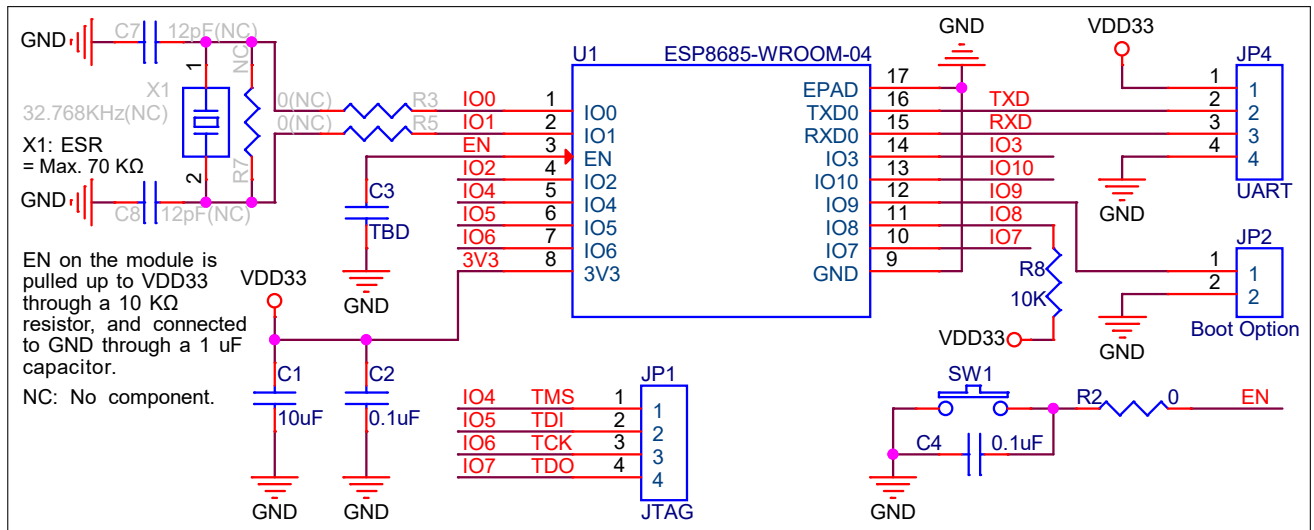 GND
C7
12pF(NC)
1
X1
32.768KHz(NC)
X1: ESR
= Max. 70 KΩ
2
NC
R7
GND
C8
12pF(NC)
0(NC)
R3
0(NC)
R5
EN on the module is
pulled up to VDD33
through a 10 KΩ
resistor, and connected
to GND through a 1 uF
capacitor.
NC: No component.
U1
ESP8685-WROOM-04
IO0
1
IO0
IO1
2
IO1
EN
3
EN
IO2
4
IO2
IO4
5
IO4
IO5
6
IO5
IO6
7
IO6
3V3
8
3V3
C3
TBD
GND
VDD33
C1
10uF
GND
C2
0.1uF
GND
GND
EPAD
17
TXD0
16
TXD
RXD0
15
RXD
IO3
14
IO3
IO10
13
IO10
IO9
12
IO9
IO8
11
IO8
IO7
10
IO7
GND
9
VDD33
JP4
1
1
2
2
3
3
4
4
UART
GND
R8
10K
VDD33
JP2
1
1
2
2
Boot Option
GND
JP1
IO4
TMS
1
1
IO5
TDI
2
2
IO6
TCK
3
3
IO7
TDO
4
4
JTAG
SW1
R2
0
EN
C4
0.1uF
GND